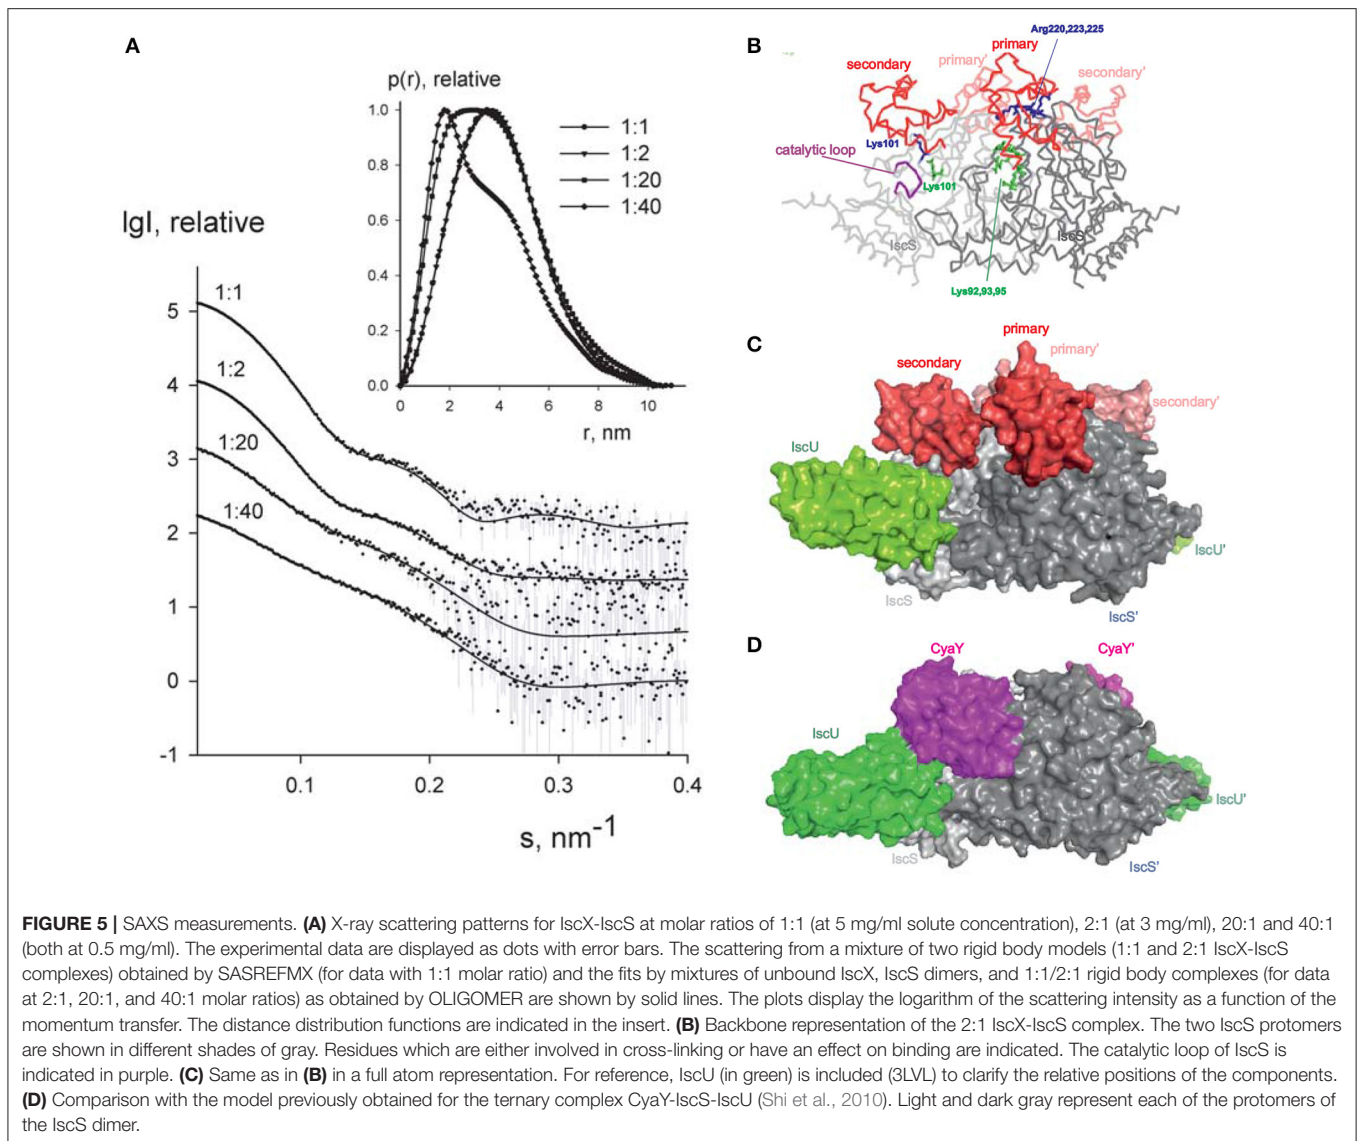 A
p(r), relative
1.0
0.8
0.6
0.4
0.2
0.0
0 2 4 6 8 10
r, nm
1:1
1:2
1:20
1:40
lgI, relative
1:1
1:2
1:20
1:40
5
4
3
2
1
0
-1
0.1 0.2 0.3 0.4
s, nm-1
B
Arg220,223,225
primary
primary'
secondary
secondary'
Lys101
catalytic loop
Lys101
IscS
IscS
Lys92,93,95
C
primary
primary'
secondary
secondary'
IscU
IscU'
IscS
IscS'
D
CyaY
CyaY'
IscU
IscU'
IscS
IscS'
FIGURE 5 | SAXS measurements. (A) X-ray scattering patterns for IscX-IscS at molar ratios of 1:1 (at 5 mg/ml solute concentration), 2:1 (at 3 mg/ml), 20:1 and 40:1
(both at 0.5 mg/ml). The experimental data are displayed as dots with error bars. The scattering from a mixture of two rigid body models (1:1 and 2:1 IscX-IscS
complexes) obtained by SASREFMX (for data with 1:1 molar ratio) and the fits by mixtures of unbound IscX, IscS dimers, and 1:1/2:1 rigid body complexes (for data
at 2:1, 20:1, and 40:1 molar ratios) as obtained by OLIGOMER are shown by solid lines. The plots display the logarithm of the scattering intensity as a function of the
momentum transfer. The distance distribution functions are indicated in the insert. (B) Backbone representation of the 2:1 IscX-IscS complex. The two IscS protomers
are shown in different shades of gray. Residues which are either involved in cross-linking or have an effect on binding are indicated. The catalytic loop of IscS is
indicated in purple. (C) Same as in (B) in a full atom representation. For reference, IscU (in green) is included (3LVL) to clarify the relative positions of the components.
(D) Comparison with the model previously obtained for the ternary complex CyaY-IscS-IscU (Shi et al., 2010). Light and dark gray represent each of the protomers of
the IscS dimer.